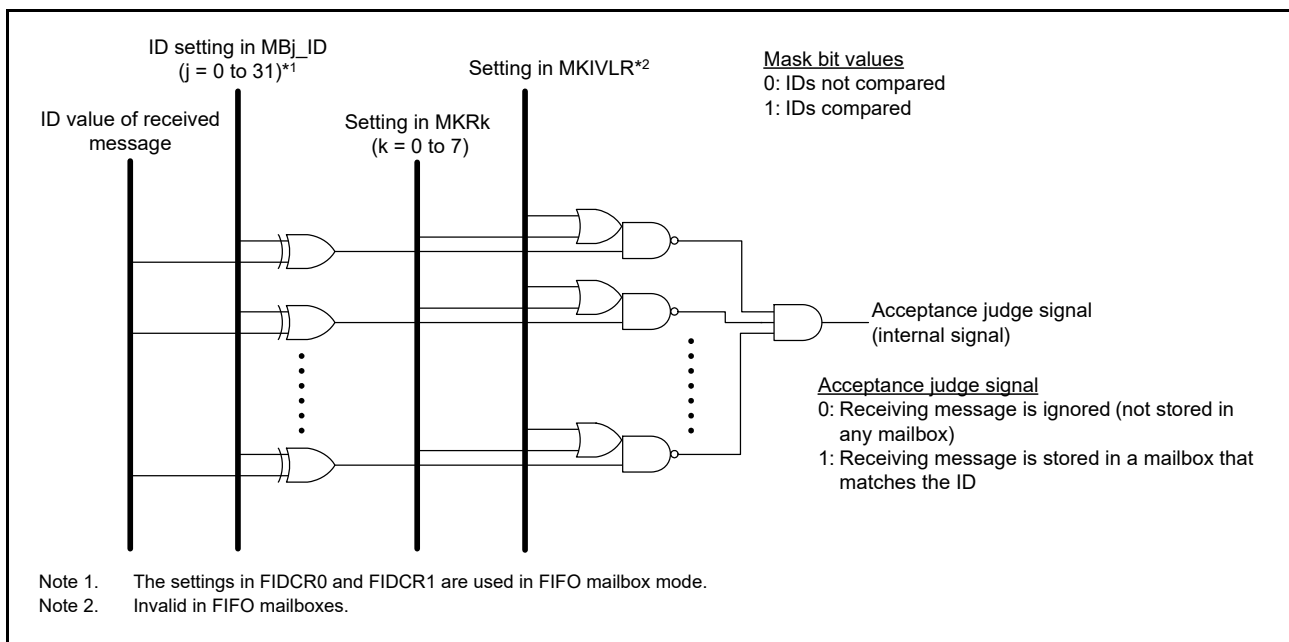 ID setting in MBj_ID
(j = 0 to 31)*1
Setting in MKIVLR*2
Mask bit values
0: IDs not compared
1: IDs compared
ID value of received
message
Setting in MKRk
(k = 0 to 7)
Acceptance judge signal
(internal signal)
Acceptance judge signal
0: Receiving message is ignored (not stored in
any mailbox)
1: Receiving message is stored in a mailbox that
matches the ID
Note 1. The settings in FIDCR0 and FIDCR1 are used in FIFO mailbox mode.
Note 2. Invalid in FIFO mailboxes.